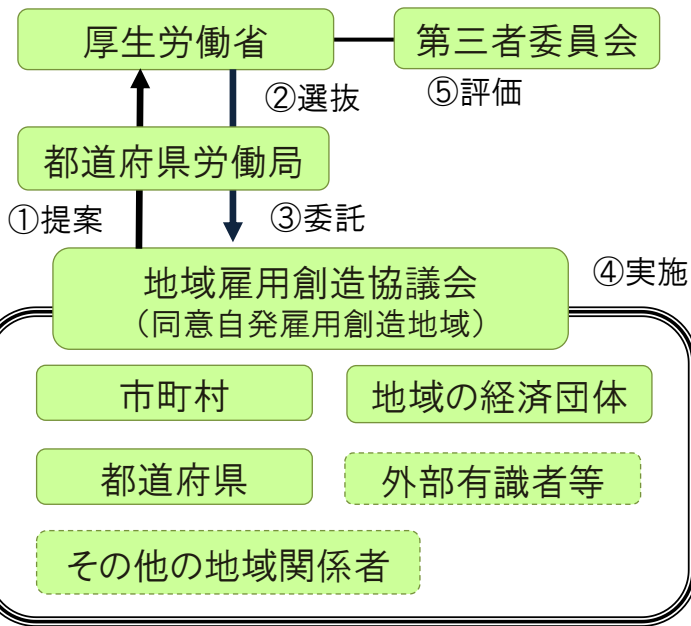 厚生労働省
第三者委員会
②選抜
⑤評価
都道府県労働局
①提案
③委託
地域雇用創造協議会
（同意自発雇用創造地域）
④実施
市町村
地域の経済団体
都道府県
外部有識者等
その他の地域関係者